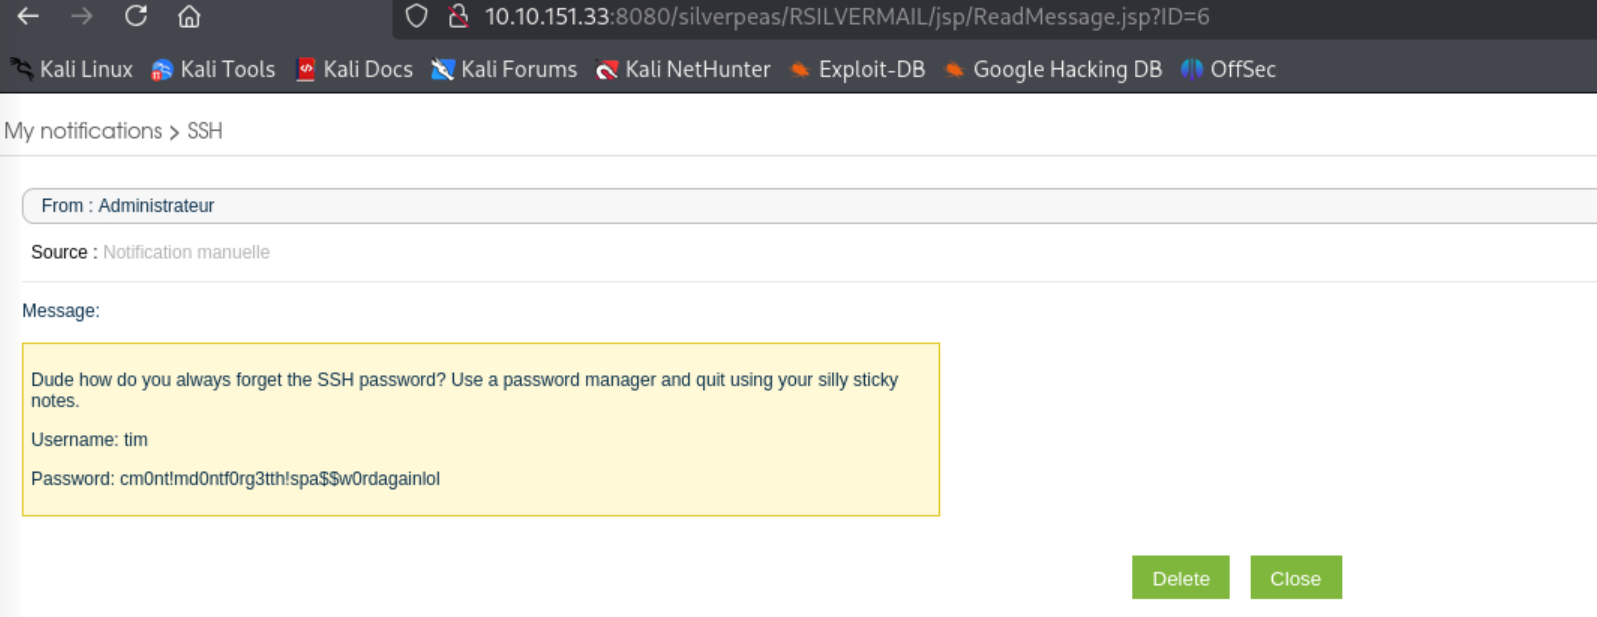 10.10.151.33:8080/silverpeas/RSILVERMAIL/jsp/ReadMessage.jsp?ID=6
Kali Linux Kali Tools Kali Docs Kali Forums Kali NetHunter Exploit-DB Google Hacking DB OffSec
My notifications > SSH
From : Administrateur
Source : Notification manuelle
Message:
Dude how do you always forget the SSH password? Use a password manager and quit using your silly sticky
notes.
Username: tim
Password: cm0nt!md0ntf0rg3tth!spa$$w0rdagainlol
Delete Close